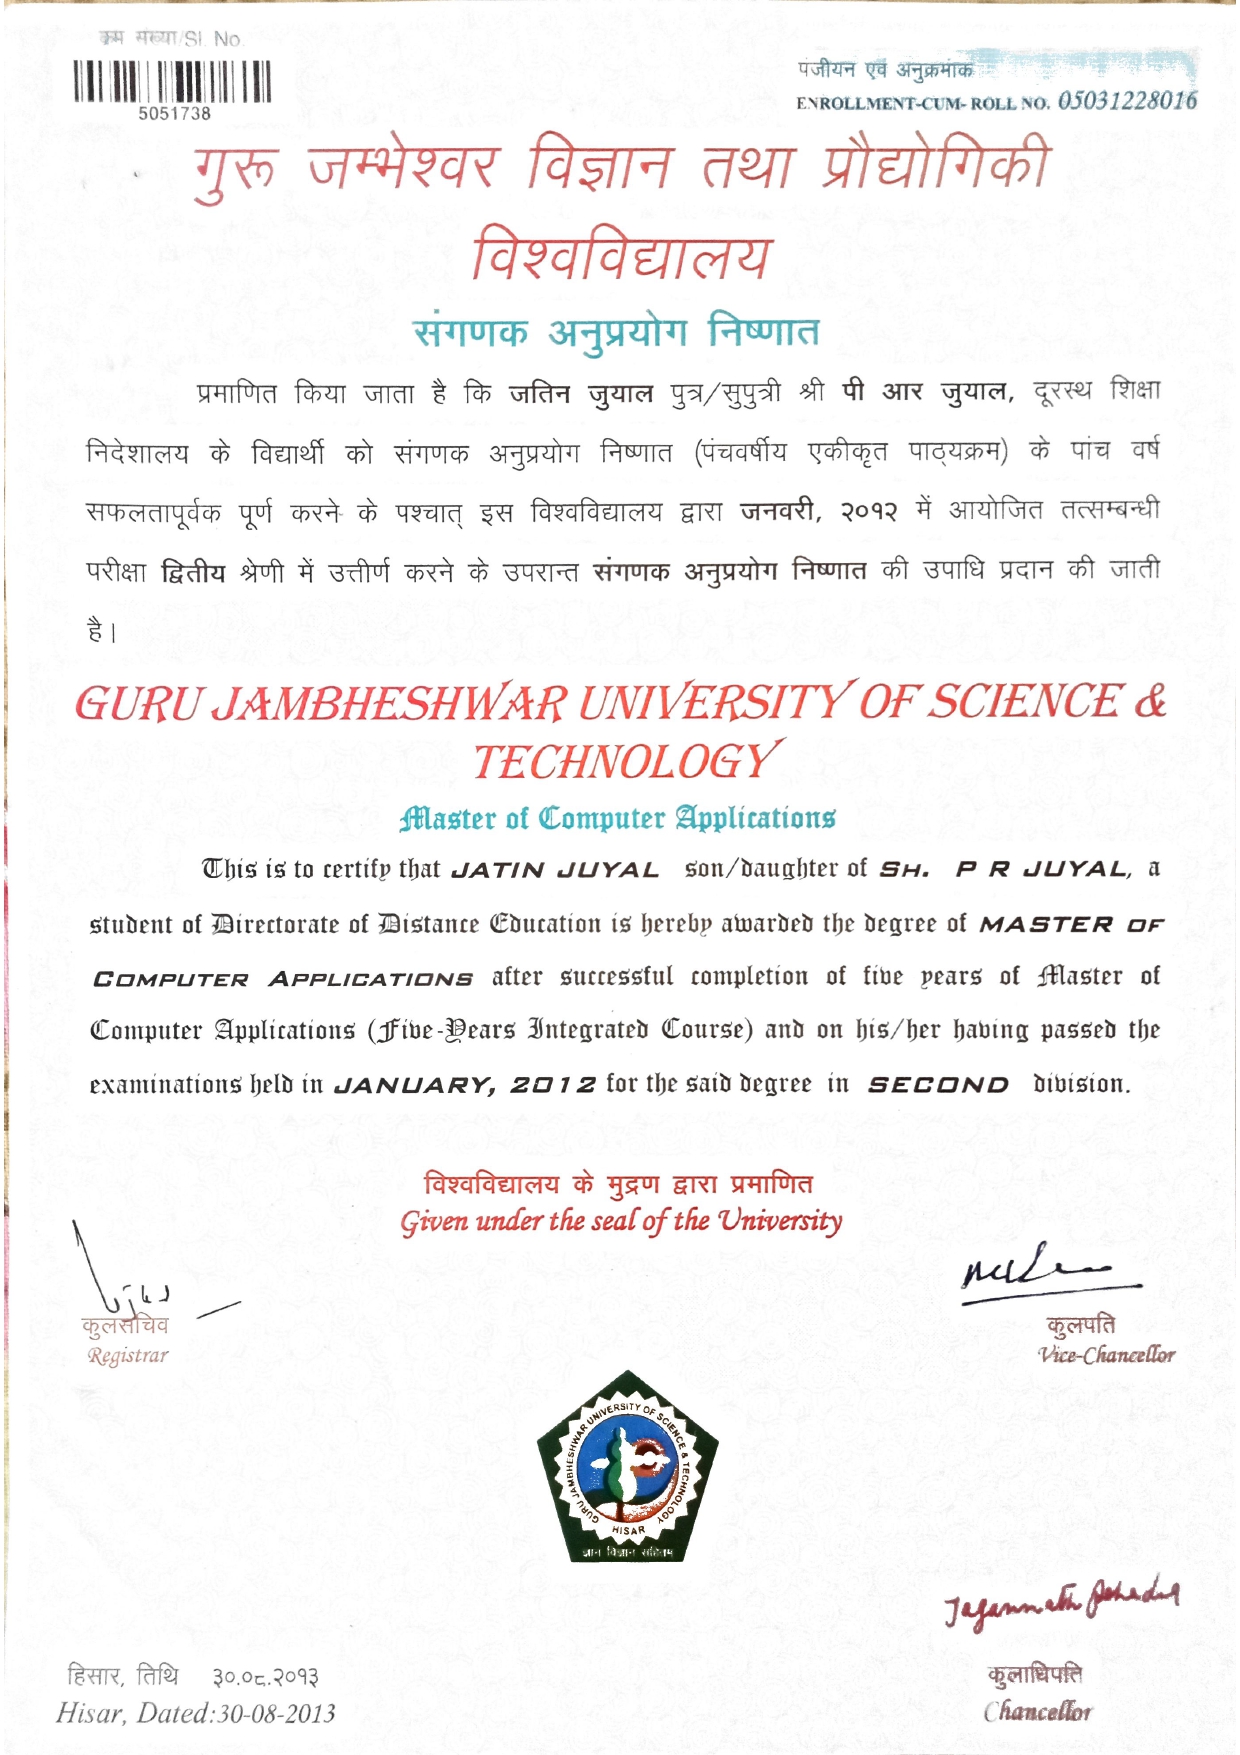 क्रम संख्या/Sl. No.
5051738
पंजीयन एवं अनुक्रमांक
ENROLLMENT-CUM- ROLL NO. 05031228016
गुरू जम्भेश्वर विज्ञान तथा प्रौद्योगिकी
विश्वविद्यालय
संगणक अनुप्रयोग निष्णात
प्रमाणित किया जाता है कि जतिन जुयाल पुत्र/सुपुत्री श्री पी आर जुयाल, दूरस्थ शिक्षा
निदेशालय के विद्यार्थी को संगणक अनुप्रयोग निष्णात (पंचवर्षीय एकीकृत पाठ्यक्रम) के पांच वर्ष
सफलतापूर्वक पूर्ण करने के पश्चात् इस विश्वविद्यालय द्वारा जनवरी, २०१२ में आयोजित तत्सम्बन्धी
परीक्षा द्वितीय श्रेणी में उत्तीर्ण करने के उपरान्त संगणक अनुप्रयोग निष्णात की उपाधि प्रदान की जाती
है।
GURU JAMBHESHWAR UNIVERSITY OF SCIENCE &
TECHNOLOGY
Master of Computer Applications
This is to certify that JATIN JUYAL son/daughter of SH. P R JUYAL, a
student of Directorate of Distance Education is hereby awarded the degree of MASTER OF
COMPUTER APPLICATIONS after successful completion of five years of Master of
Computer Applications (Five-Years Integrated Course) and on his/her having passed the
examinations held in JANUARY, 2012 for the said degree in SECOND division.
विश्वविद्यालय के मुद्रण द्वारा प्रमाणित
Given under the seal of the University
कुलसचिव
Registrar
कुलपति
Vice-Chancellor
GURU JAMBHESHWAR UNIVERSITY OF SCIENCE & TECHNOLOGY
HISAR
ज्ञान विज्ञान सहितम्
Jagannath Pahadia
हिसार, तिथि ३०.०८.२०१३
Hisar, Dated:30-08-2013
कुलाधिपति
Chancellor